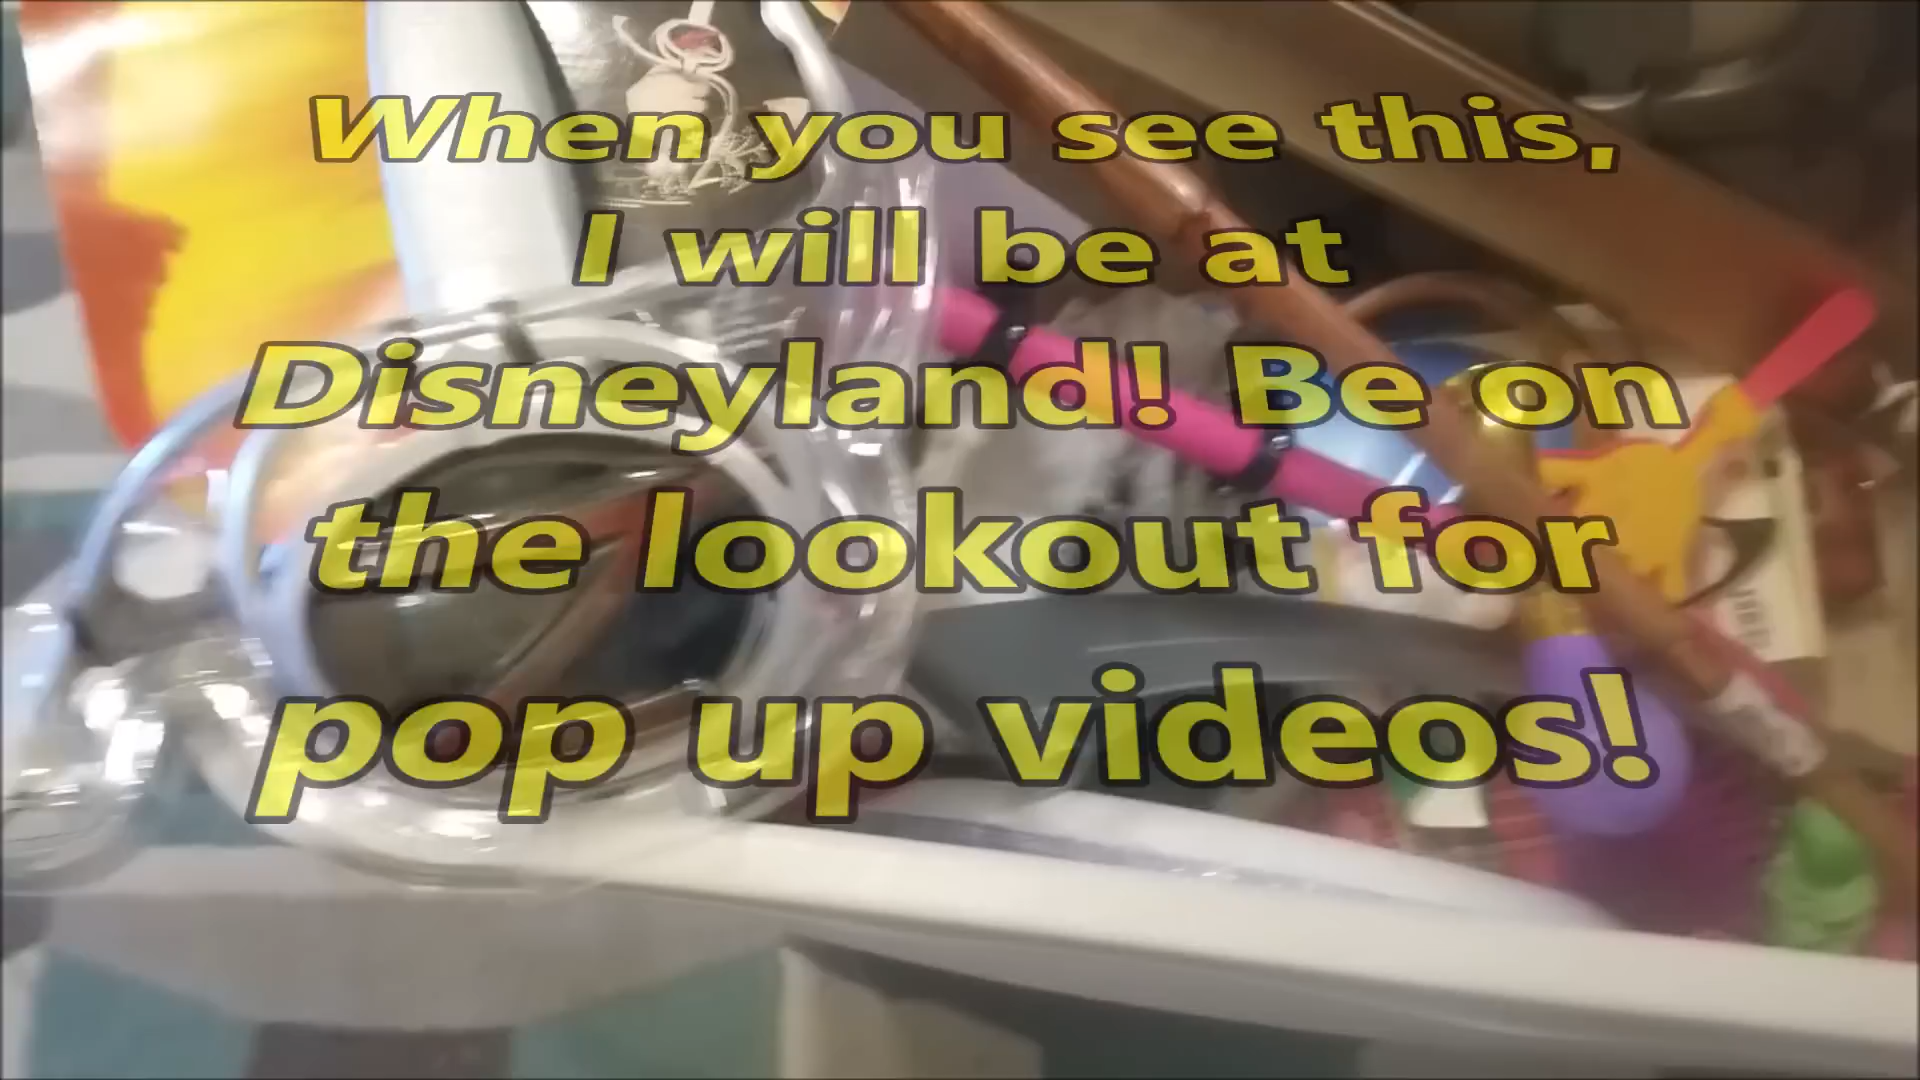 When you see this,
I will be at
Disneyland! Be on
the lookout for
pop up videos!